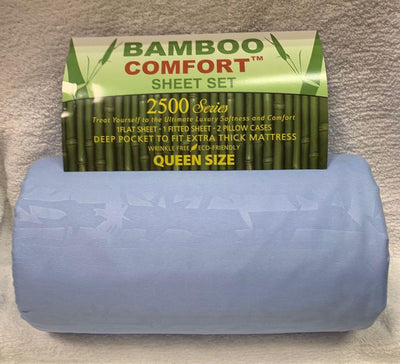 BAMBOO
COMFORT™
SHEET SET
2500 Series
Treat Yourself to the Ultimate Luxury Softness and Comfort
1FLAT SHEET • 1 FITTED SHEET • 2 PILLOW CASES
DEEP POCKET TO FIT EXTRA THICK MATTRESS
WRINKLE FREE ECO-FRIENDLY
QUEEN SIZE